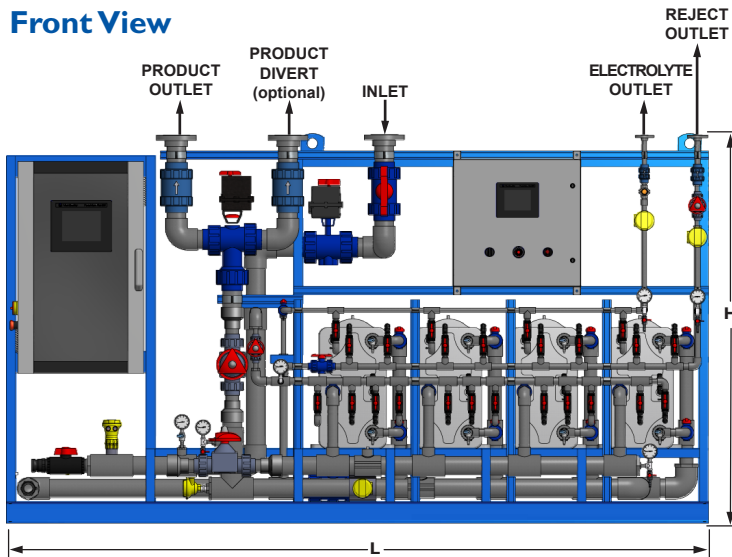 Front View
PRODUCT
OUTLET
PRODUCT
DIVERT
(optional)
INLET
ELECTROLYTE
OUTLET
REJECT
OUTLET
H
L